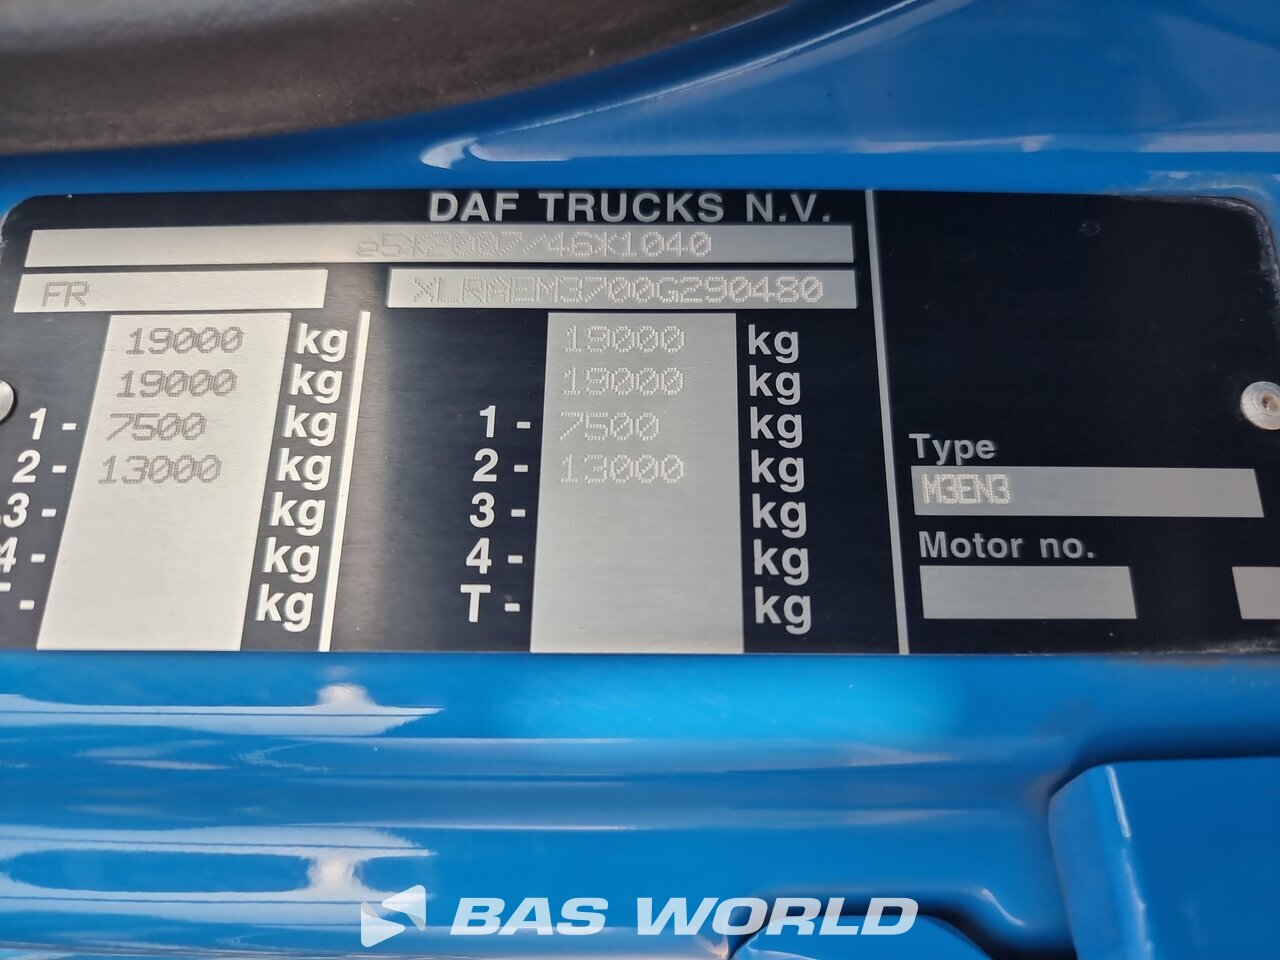 DAF TRUCKS N.V.
e5*2007/46*1040
FR XLRAEM3700G290480
19000 kg 19000 kg
19000 kg 19000 kg
1- 7500 kg 1- 7500 kg
2- 13000 kg 2- 13000 kg
3- kg 3- kg
4- kg 4- kg
T- kg T- kg
Type
M3EN3
Motor no.
BAS WORLD